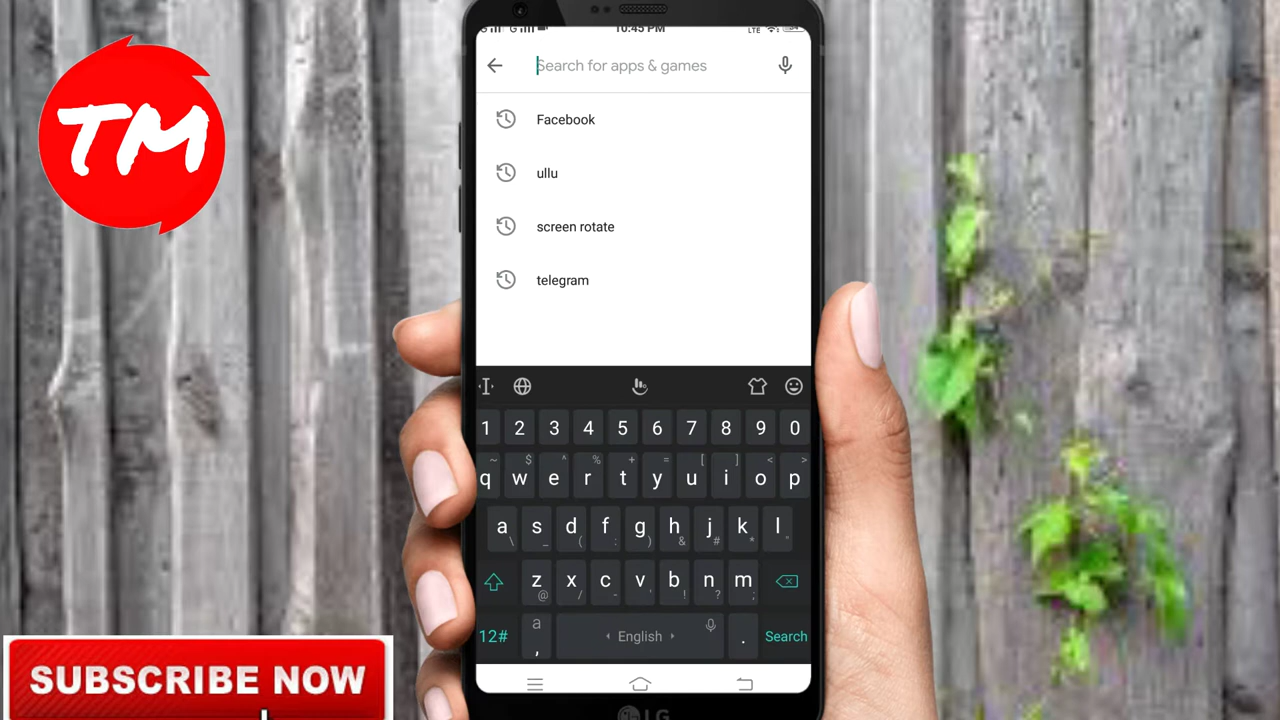 TM
10:45 PM
LTE
Search for apps & games
Facebook
ullu
screen rotate
telegram
1 2 3 4 5 6 7 8 9 0
~ $ ^ % + = [ ] < >
q w e r t y u i o p
a s d f g h j k l
\ _ ( : ) & # * "
z x c v b n m
@ / - ' ! ? ;
12# a , English . Search
SUBSCRIBE NOW
LG